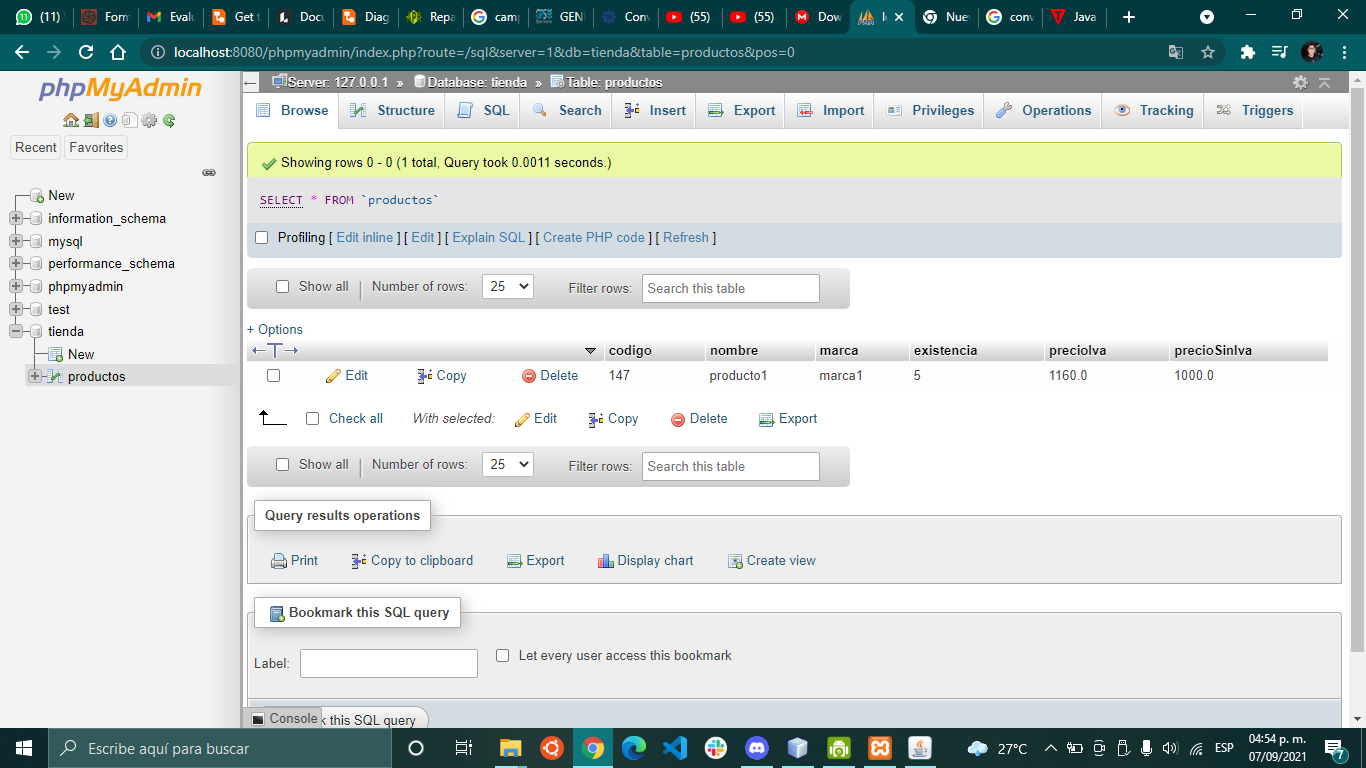 (11)
Form
Evalu
Get f
Docu
Diag
Repa
camp
GENE
Conv
(55)
(55)
Dow
lo
Nue
conv
Java
localhost:8080/phpmyadmin/index.php?route=/sql&server=1&db=tienda&table=productos&pos=0
phpMyAdmin
Recent Favorites
New
information_schema
mysql
performance_schema
phpmyadmin
test
tienda
New
productos
Server: 127.0.0.1 » Database: tienda » Table: productos
Browse Structure SQL Search Insert Export Import Privileges Operations Tracking Triggers
Showing rows 0 - 0 (1 total, Query took 0.0011 seconds.)
SELECT * FROM `productos`
Profiling [ Edit inline ] [ Edit ] [ Explain SQL ] [ Create PHP code ] [ Refresh ]
Show all Number of rows: 25 Filter rows: Search this table
+ Options
codigo nombre marca existencia precioIva precioSinIva
Edit Copy Delete 147 producto1 marca1 5 1160.0 1000.0
Check all With selected: Edit Copy Delete Export
Show all Number of rows: 25 Filter rows: Search this table
Query results operations
Print Copy to clipboard Export Display chart Create view
Bookmark this SQL query
Label: Let every user access this bookmark
Console k this SQL query
Escribe aquí para buscar
27°C
ESP
04:54 p. m.
07/09/2021
7